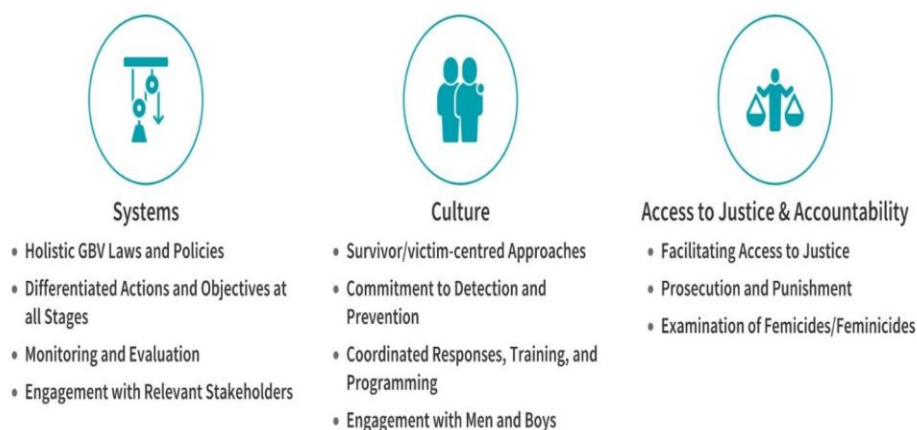 Systems
• Holistic GBV Laws and Policies
• Differentiated Actions and Objectives at
all Stages
• Monitoring and Evaluation
• Engagement with Relevant Stakeholders
Culture
• Survivor/victim-centred Approaches
• Commitment to Detection and
Prevention
• Coordinated Responses, Training, and
Programming
• Engagement with Men and Boys
Access to Justice & Accountability
• Facilitating Access to Justice
• Prosecution and Punishment
• Examination of Femicides/Feminicides